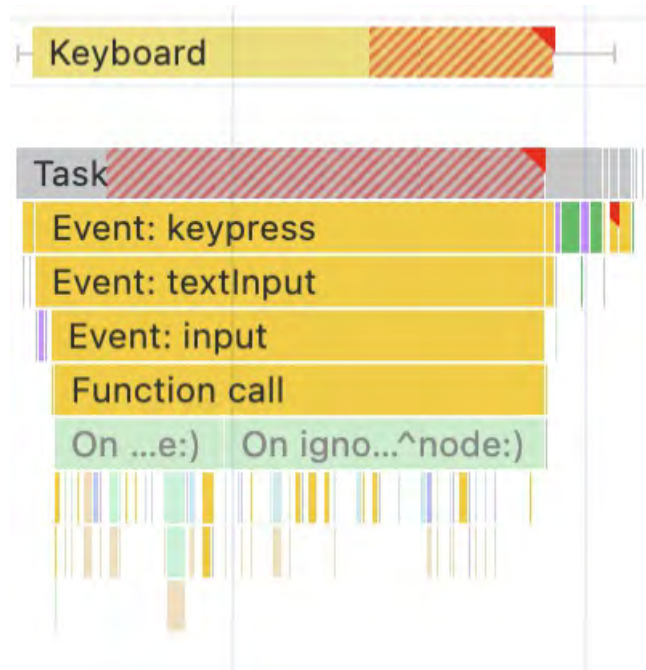 Keyboard
Task
Event: keypress
Event: textInput
Event: input
Function call
On ...e:) On igno...^node:)